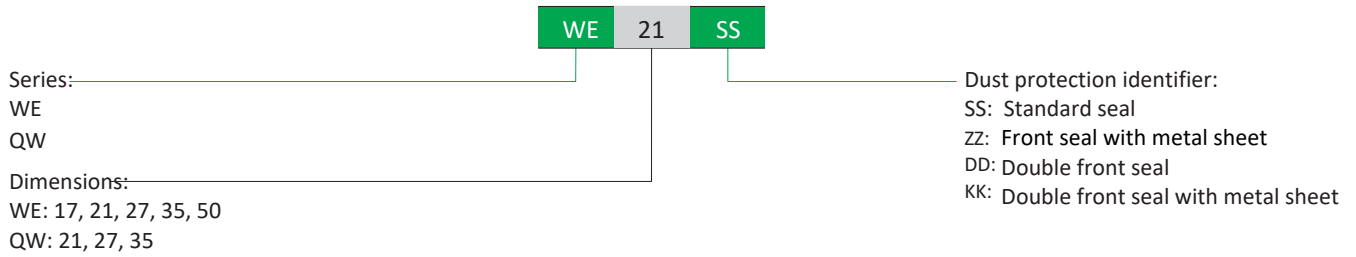 WE 21 SS
Series:
WE
QW
Dimensions:
WE: 17, 21, 27, 35, 50
QW: 21, 27, 35
Dust protection identifier:
SS: Standard seal
ZZ: Front seal with metal sheet
DD: Double front seal
KK: Double front seal with metal sheet